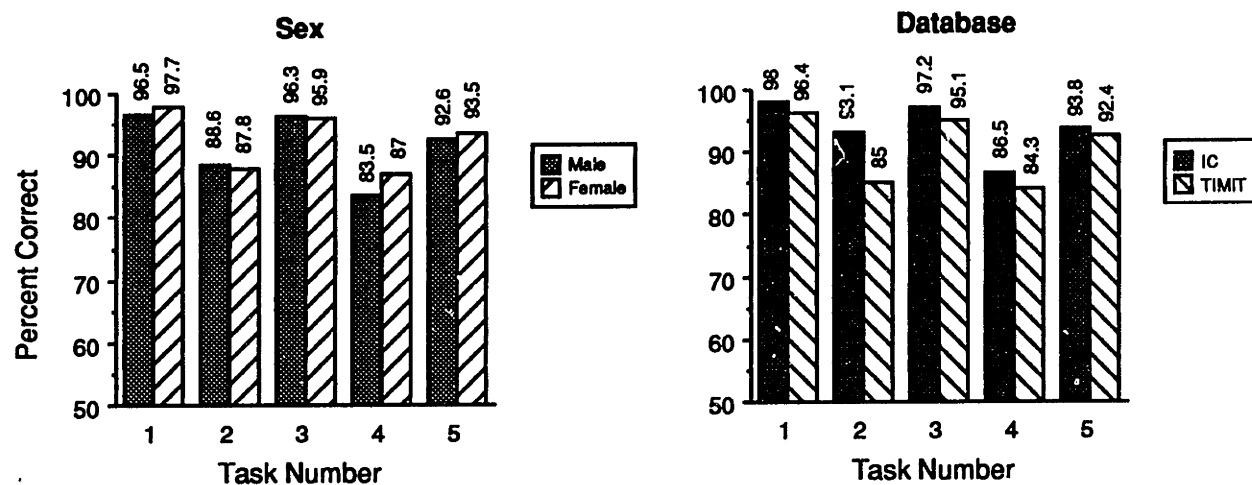 Sex
96.5 97.7 88.6 87.8 96.3 95.9 83.5 87 92.6 93.5
100
90
80
70
60
50
Percent Correct
1 2 3 4 5
Task Number
Male
Female
Database
98 96.4 93.1 85 97.2 95.1 86.5 84.3 93.8 92.4
100
90
80
70
60
50
1 2 3 4 5
Task Number
IC
TIMIT